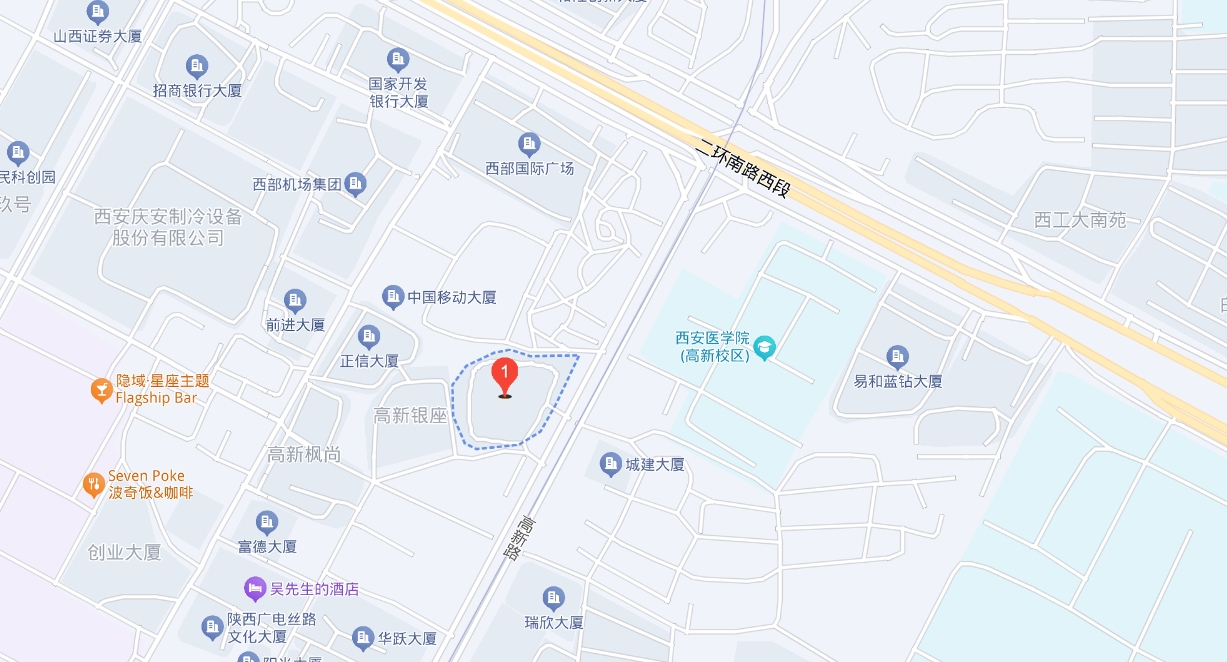 山西证券大厦
招商银行大厦
国家开发
银行大厦
西部国际广场
二环南路西段
民科创园
玖号
西部机场集团
西安庆安制冷设备
股份有限公司
西工大南苑
前进大厦
中国移动大厦
正信大厦
1
西安医学院
(高新校区)
易和蓝钻大厦
隐域·星座主题
Flagship Bar
高新银座
高新枫尚
城建大厦
Seven Poke
波奇饭&咖啡
高新路
创业大厦
富德大厦
吴先生的酒店
瑞欣大厦
陕西广电丝路
文化大厦
华跃大厦